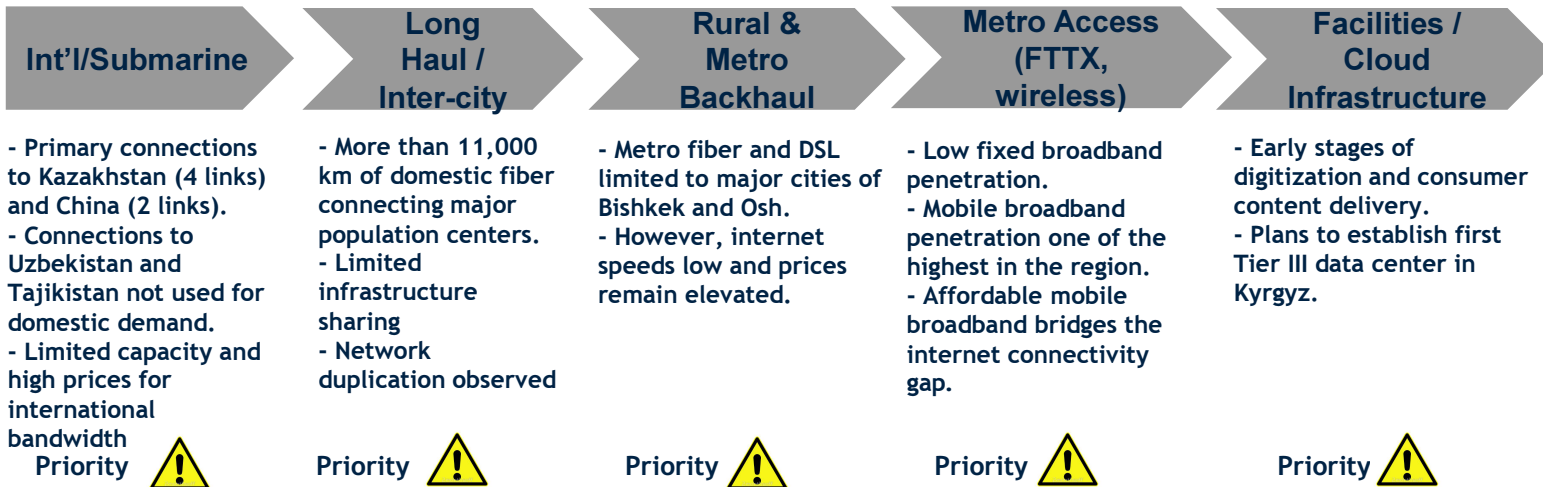 Int'l/Submarine
Long
Haul /
Inter-city
Rural &
Metro
Backhaul
Metro Access
(FTTX,
wireless)
Facilities /
Cloud
Infrastructure
- Primary connections
to Kazakhstan (4 links)
and China (2 links).
- Connections to
Uzbekistan and
Tajikistan not used for
domestic demand.
- Limited capacity and
high prices for
international
bandwidth
- More than 11,000
km of domestic fiber
connecting major
population centers.
- Limited
infrastructure
sharing
- Network
duplication observed
- Metro fiber and DSL
limited to major cities of
Bishkek and Osh.
- However, internet
speeds low and prices
remain elevated.
- Low fixed broadband
penetration.
- Mobile broadband
penetration one of the
highest in the region.
- Affordable mobile
broadband bridges the
internet connectivity
gap.
- Early stages of
digitization and consumer
content delivery.
- Plans to establish first
Tier III data center in
Kyrgyz.
Priority
Priority
Priority
Priority
Priority